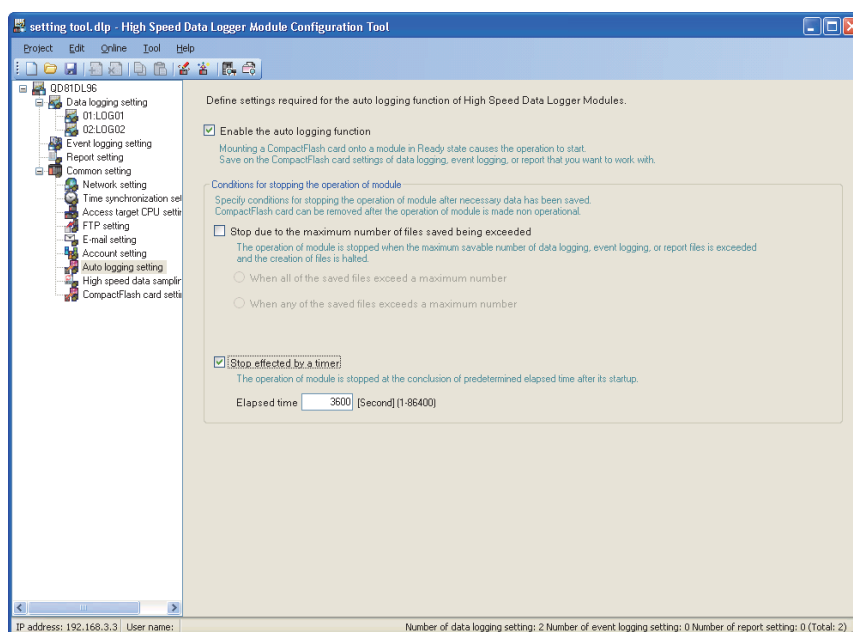 setting tool.dlp - High Speed Data Logger Module Configuration Tool
Project Edit Online Tool Help
QD81DL96
Data logging setting
01:LOG01
02:LOG02
Event logging setting
Report setting
Common setting
Network setting
Time synchronization set
Access target CPU settin
FTP setting
E-mail setting
Account setting
Auto logging setting
High speed data samplin
CompactFlash card settin
Define settings required for the auto logging function of High Speed Data Logger Modules.
Enable the auto logging function
Mounting a CompactFlash card onto a module in Ready state causes the operation to start.
Save on the CompactFlash card settings of data logging, event logging, or report that you want to work with.
Conditions for stopping the operation of module
Specify conditions for stopping the operation of module after necessary data has been saved.
CompactFlash card can be removed after the operation of module is made non operational.
Stop due to the maximum number of files saved being exceeded
The operation of module is stopped when the maximum savable number of data logging, event logging, or report files is exceeded
and the creation of files is halted.
When all of the saved files exceed a maximum number
When any of the saved files exceeds a maximum number
Stop effected by a timer
The operation of module is stopped at the conclusion of predetermined elapsed time after its startup.
Elapsed time 3600 [Second] (1-86400)
IP address: 192.168.3.3 User name: Number of data logging setting: 2 Number of event logging setting: 0 Number of report setting: 0 (Total: 2)